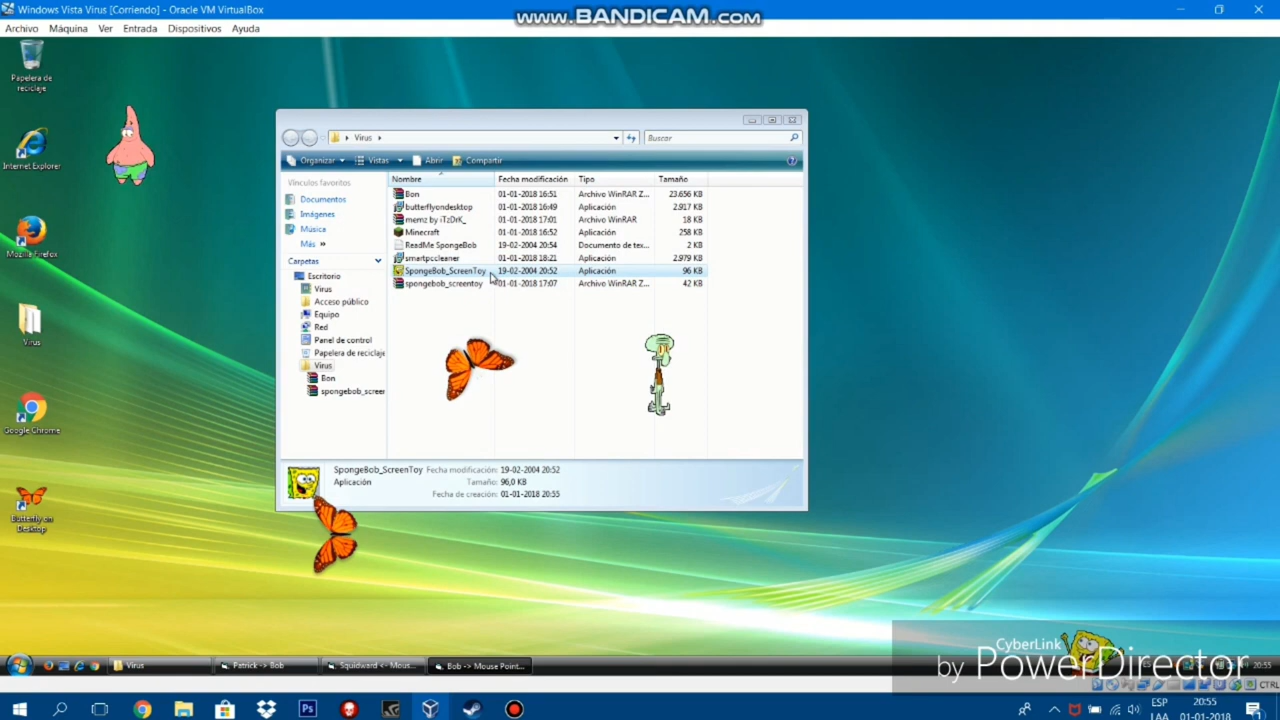 Windows Vista Virus [Corriendo] - Oracle VM VirtualBox
www.BANDICAM.com
Archivo Máquina Ver Entrada Dispositivos Ayuda
Papelera de
reciclaje
Internet Explorer
Mozilla Firefox
Virus
Google Chrome
Butterfly on
Desktop
Virus
Buscar
Organizar Vistas Abrir Compartir
Vínculos favoritos
Documentos
Imágenes
Música
Más »
Carpetas
Escritorio
Virus
Acceso público
Equipo
Red
Panel de control
Papelera de reciclaje
Virus
Bon
spongebob_screer
Nombre Fecha modificación Tipo Tamaño
Bon 01-01-2018 16:51 Archivo WinRAR Z... 23.656 KB
butterflyondesktop 01-01-2018 16:49 Aplicación 2.917 KB
memz by iTzDrK_ 01-01-2018 17:01 Archivo WinRAR 18 KB
Minecraft 01-01-2018 16:52 Aplicación 258 KB
ReadMe SpongeBob 19-02-2004 20:54 Documento de tex... 2 KB
smartpccleaner 01-01-2018 18:21 Aplicación 2.979 KB
SpongeBob_ScreenToy 19-02-2004 20:52 Aplicación 96 KB
spongebob_screentoy 01-01-2018 17:07 Archivo WinRAR Z... 42 KB
SpongeBob_ScreenToy Fecha modificación: 19-02-2004 20:52
Aplicación Tamaño: 96,0 KB
Fecha de creación: 01-01-2018 20:55
Virus Patrick -> Bob Squidward <- Mous... Bob -> Mouse Point... 20:55
CyberLink
by PowerDirector
CTRL
ESP
LAA
20:55
01-01-2018